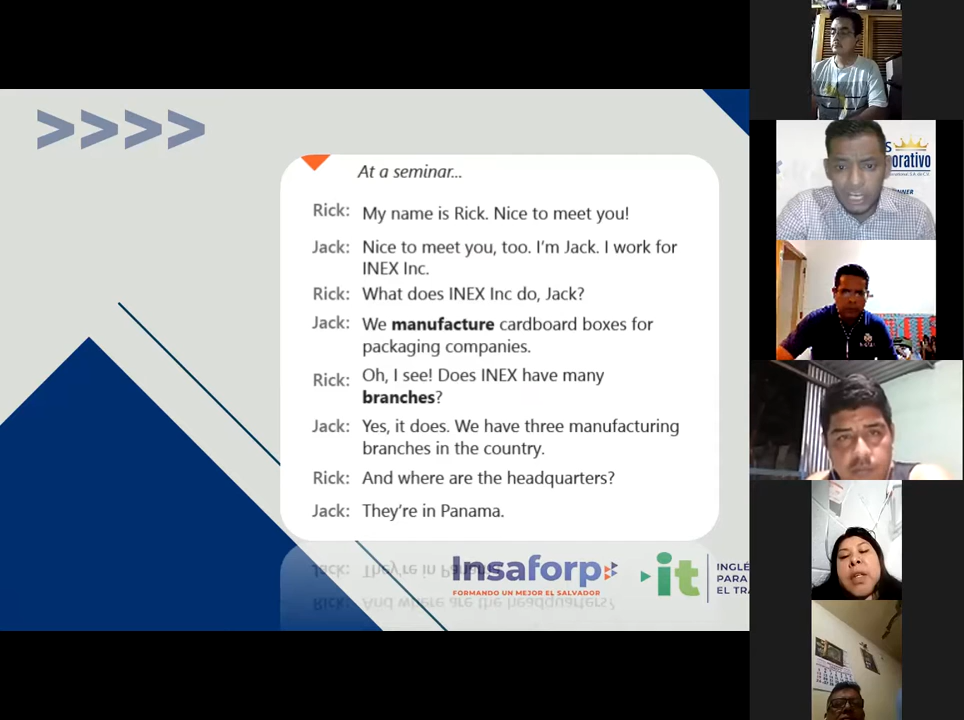 >>>>
At a seminar...
Rick: My name is Rick. Nice to meet you!
Jack: Nice to meet you, too. I'm Jack. I work for
INEX Inc.
Rick: What does INEX Inc do, Jack?
Jack: We manufacture cardboard boxes for
packaging companies.
Rick: Oh, I see! Does INEX have many
branches?
Jack: Yes, it does. We have three manufacturing
branches in the country.
Rick: And where are the headquarters?
Jack: They're in Panama.
Insaforp
FORMANDO UN MEJOR EL SALVADOR
it
INGLÉ
PARA
EL TRA
S
orativo